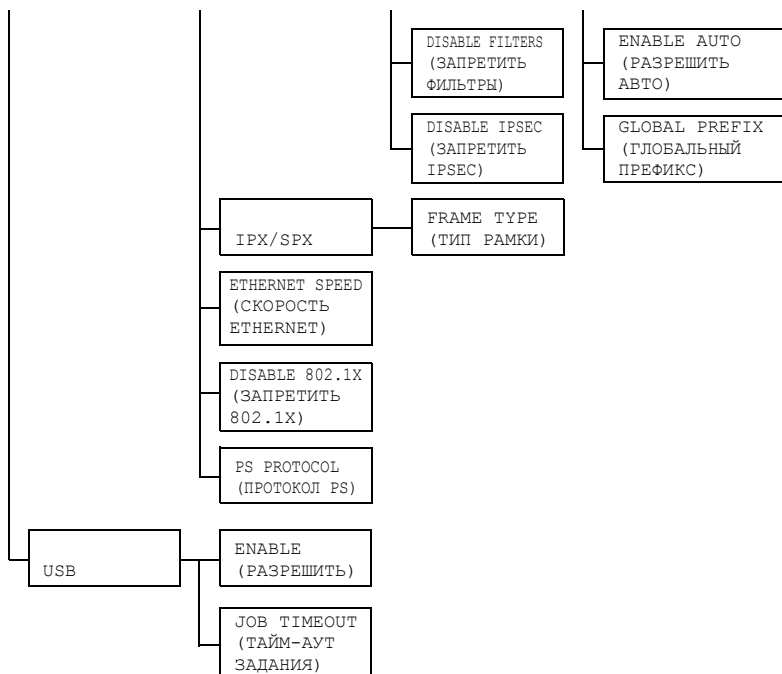 DISABLE FILTERS
(ЗАПРЕТИТЬ
ФИЛЬТРЫ)
ENABLE AUTO
(РАЗРЕШИТЬ
АВТО)
DISABLE IPSEC
(ЗАПРЕТИТЬ
IPSEC)
GLOBAL PREFIX
(ГЛОБАЛЬНЫЙ
ПРЕФИКС)
IPX/SPX
FRAME TYPE
(ТИП РАМКИ)
ETHERNET SPEED
(СКОРОСТЬ
ETHERNET)
DISABLE 802.1X
(ЗАПРЕТИТЬ
802.1X)
PS PROTOCOL
(ПРОТОКОЛ PS)
USB
ENABLE
(РАЗРЕШИТЬ)
JOB TIMEOUT
(ТАЙМ-АУТ
ЗАДАНИЯ)